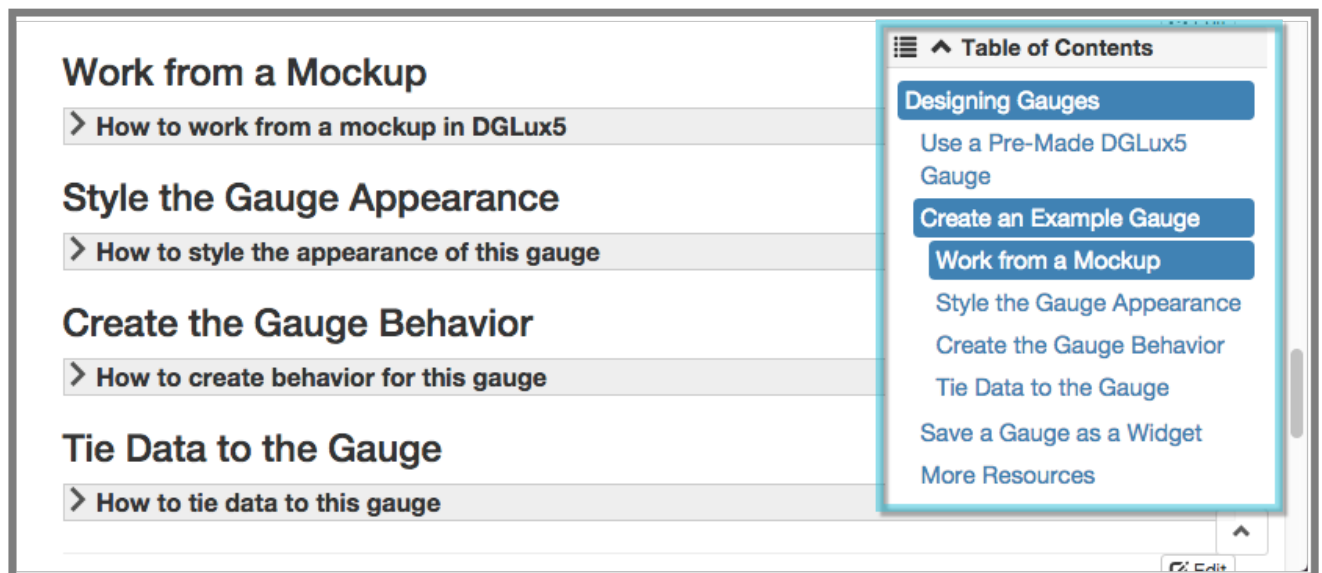 Work from a Mockup
How to work from a mockup in DGLux5
Style the Gauge Appearance
How to style the appearance of this gauge
Create the Gauge Behavior
How to create behavior for this gauge
Tie Data to the Gauge
How to tie data to this gauge
Table of Contents
Designing Gauges
Use a Pre-Made DGLux5
Gauge
Create an Example Gauge
Work from a Mockup
Style the Gauge Appearance
Create the Gauge Behavior
Tie Data to the Gauge
Save a Gauge as a Widget
More Resources
Edit